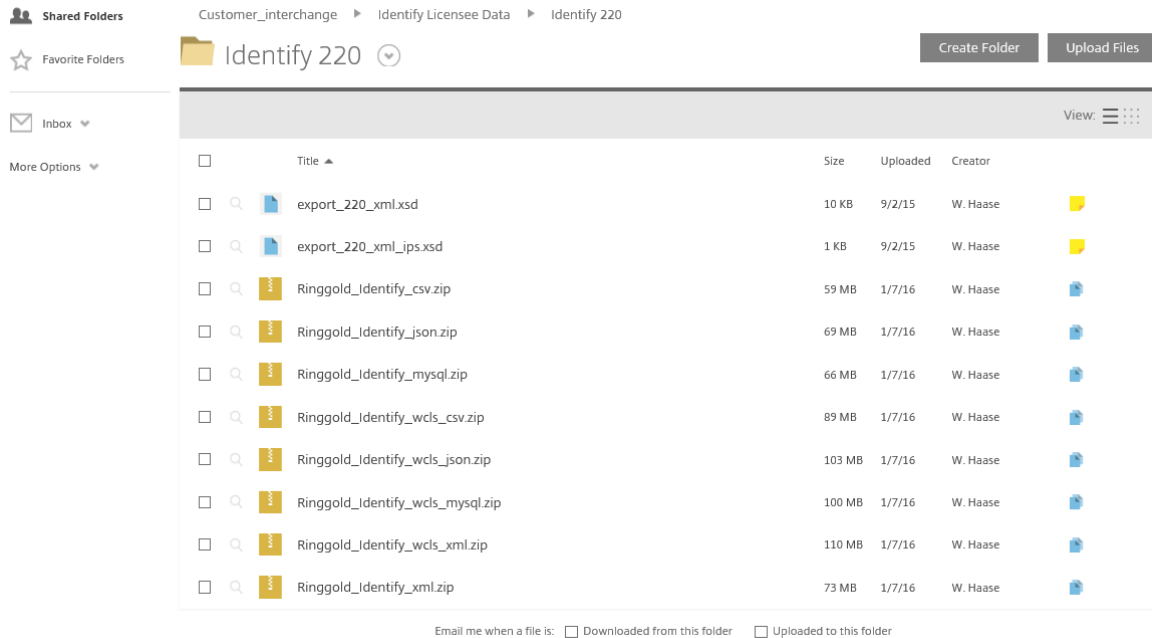 Shared Folders
Favorite Folders
Inbox
More Options
Customer_interchange Identify Licensee Data Identify 220
Identify 220
Create Folder Upload Files
View:
Title Size Uploaded Creator
export_220_xml.xsd 10 KB 9/2/15 W. Haase
export_220_xml_ips.xsd 1 KB 9/2/15 W. Haase
Ringgold_Identify_csv.zip 59 MB 1/7/16 W. Haase
Ringgold_Identify_json.zip 69 MB 1/7/16 W. Haase
Ringgold_Identify_mysql.zip 66 MB 1/7/16 W. Haase
Ringgold_Identify_wcls_csv.zip 89 MB 1/7/16 W. Haase
Ringgold_Identify_wcls_json.zip 103 MB 1/7/16 W. Haase
Ringgold_Identify_wcls_mysql.zip 100 MB 1/7/16 W. Haase
Ringgold_Identify_wcls_xml.zip 110 MB 1/7/16 W. Haase
Ringgold_Identify_xml.zip 73 MB 1/7/16 W. Haase
Email me when a file is: Downloaded from this folder Uploaded to this folder